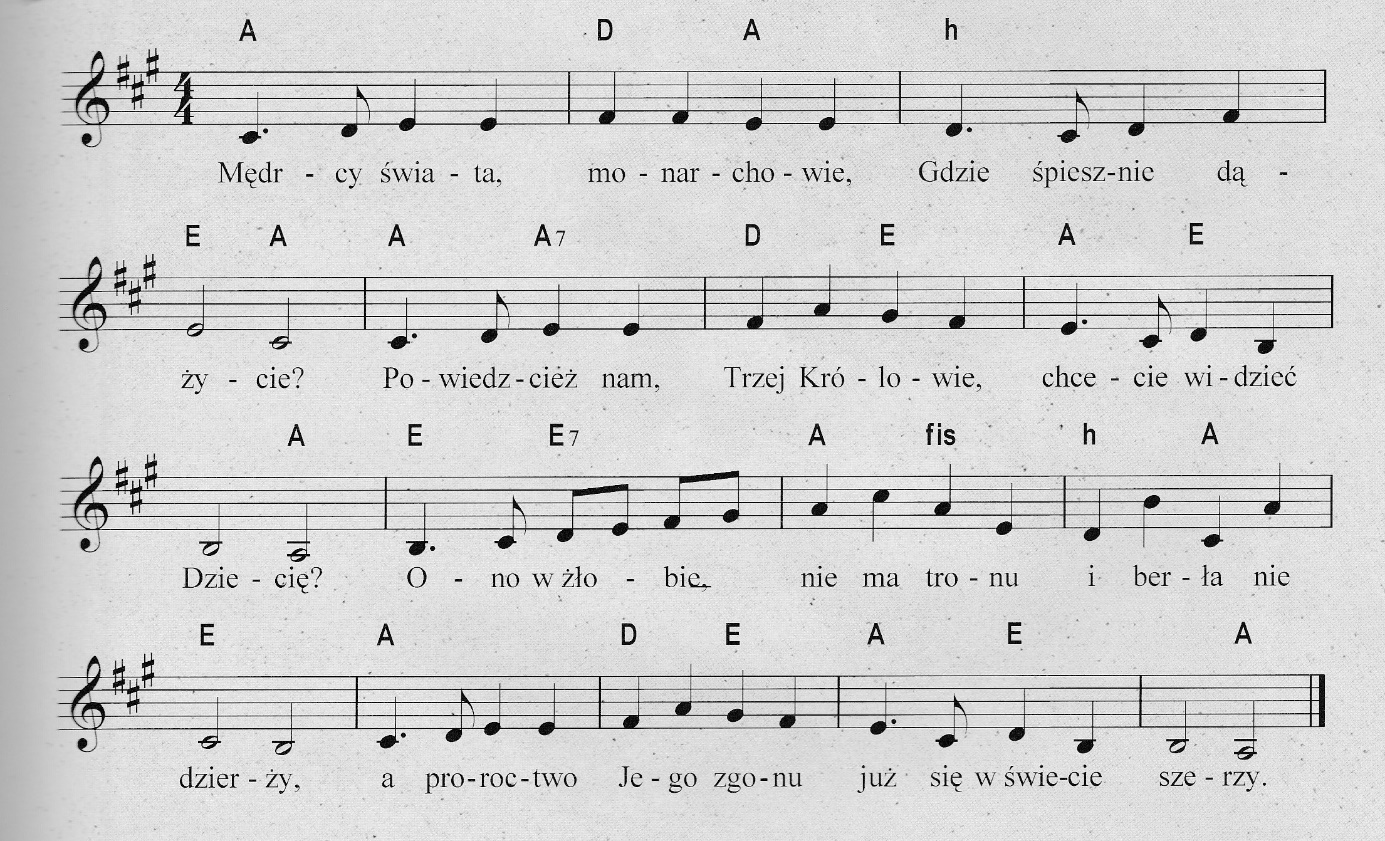 A D A h
4
4
Mędr - cy świa - ta, mo - nar - cho - wie, Gdzie śpiesz-nie dą -
E A A A7 D E A E
ży - cie? Po - wiedz - cież nam, Trzej Kró - lo - wie, chce - cie wi - dzieć
A E E7 A fis h A
Dzie - cię? O - no w żło - bie, nie ma tro - nu i ber - ła nie
E A D E A E A
dzier - ży, a pro-roc-two Je - go zgo-nu już się w świe-cie sze - rzy.